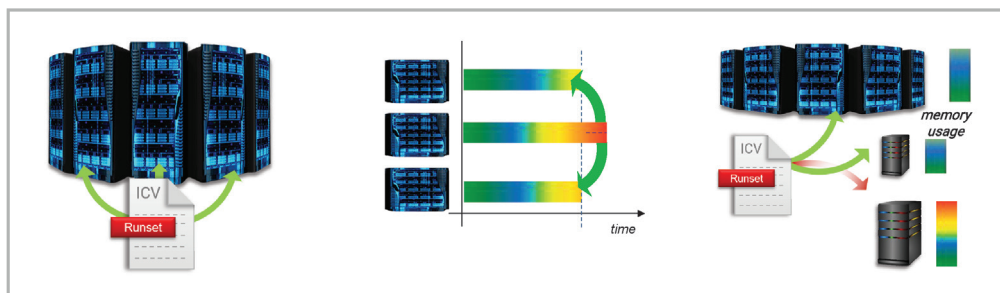 ICV
Runset
time
memory
usage
ICV
Runset